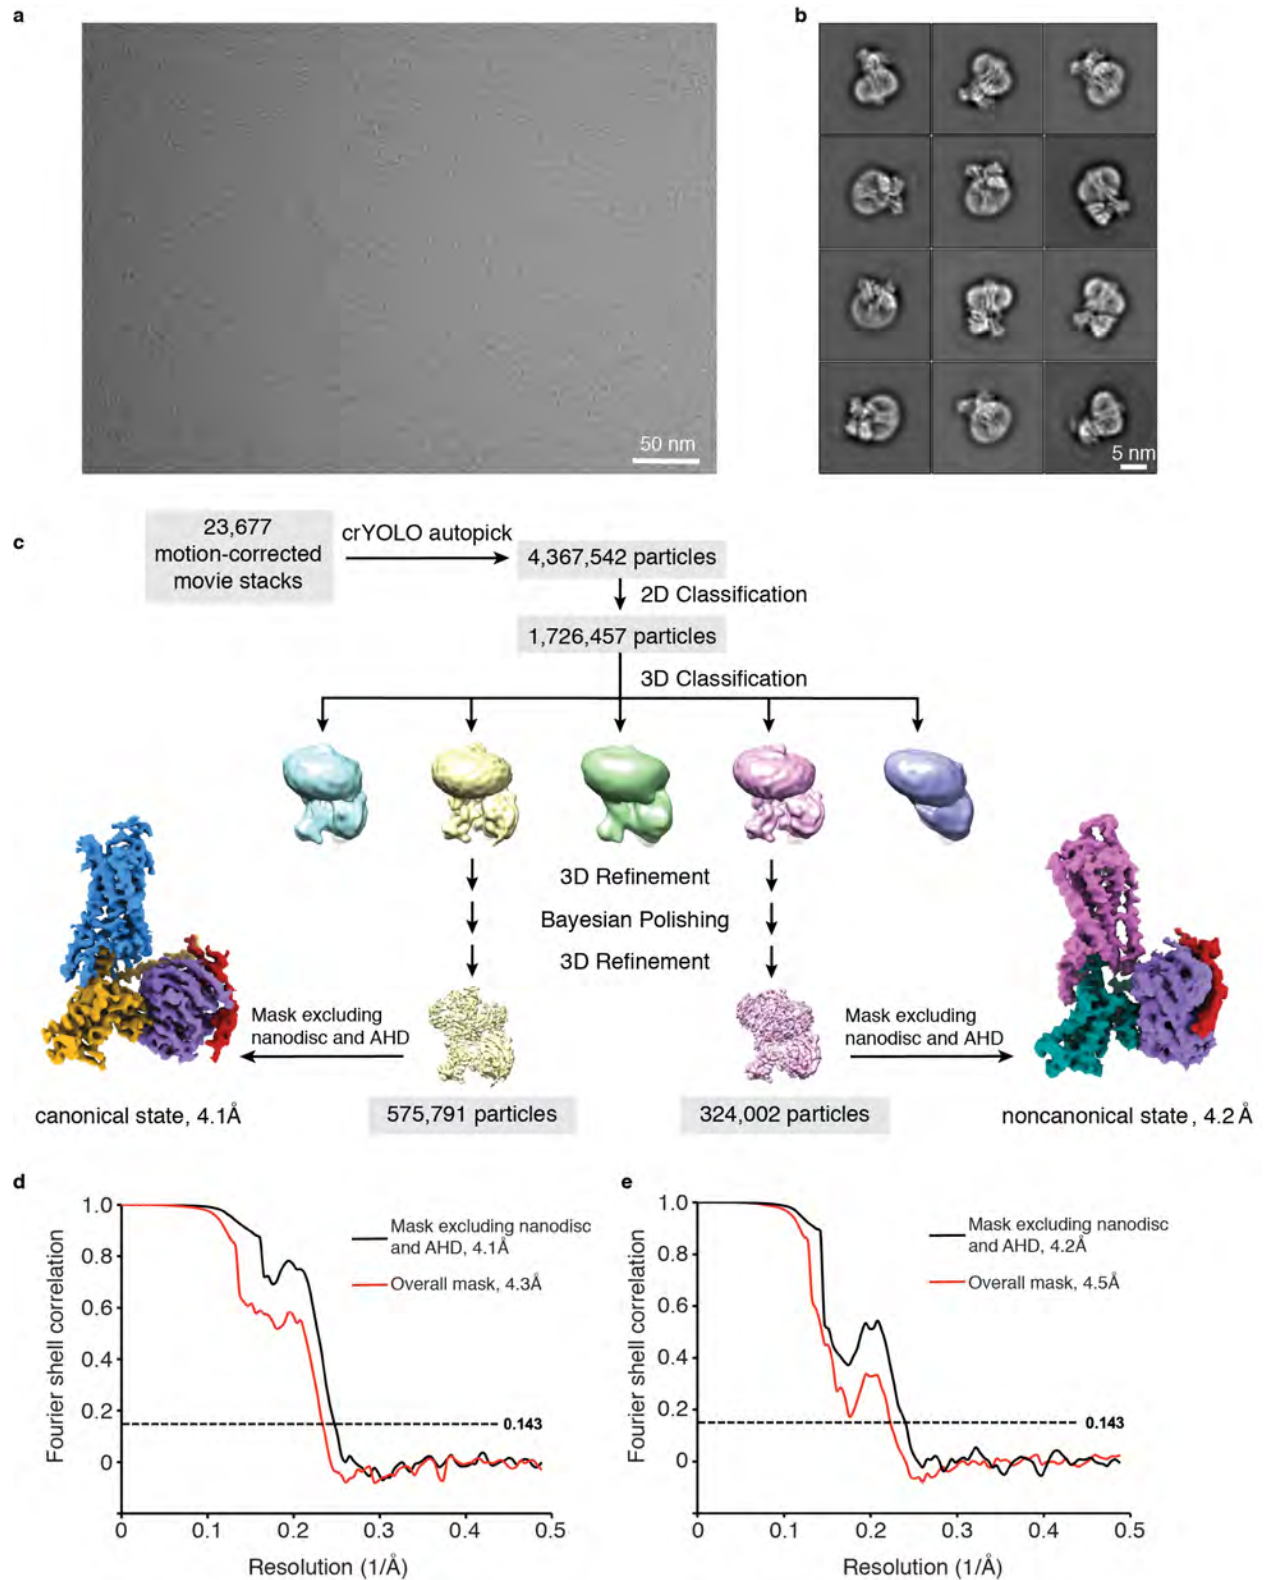 a
b
50 nm
5 nm
c
23,677
motion-corrected
movie stacks
crYOLO autopick
4,367,542 particles
2D Classification
1,726,457 particles
3D Classification
3D Refinement
Bayesian Polishing
3D Refinement
Mask excluding
nanodisc and AHD
Mask excluding
nanodisc and AHD
canonical state, 4.1Å
575,791 particles
324,002 particles
noncanonical state, 4.2 Å
d
Fourier shell correlation
1.0
0.8
0.6
0.4
0.2
0
Mask excluding nanodisc
and AHD, 4.1Å
Overall mask, 4.3Å
0.143
0
0.1
0.2
0.3
0.4
0.5
Resolution (1/Å)
e
Fourier shell correlation
1.0
0.8
0.6
0.4
0.2
0
Mask excluding nanodisc
and AHD, 4.2Å
Overall mask, 4.5Å
0.143
0
0.1
0.2
0.3
0.4
0.5
Resolution (1/Å)